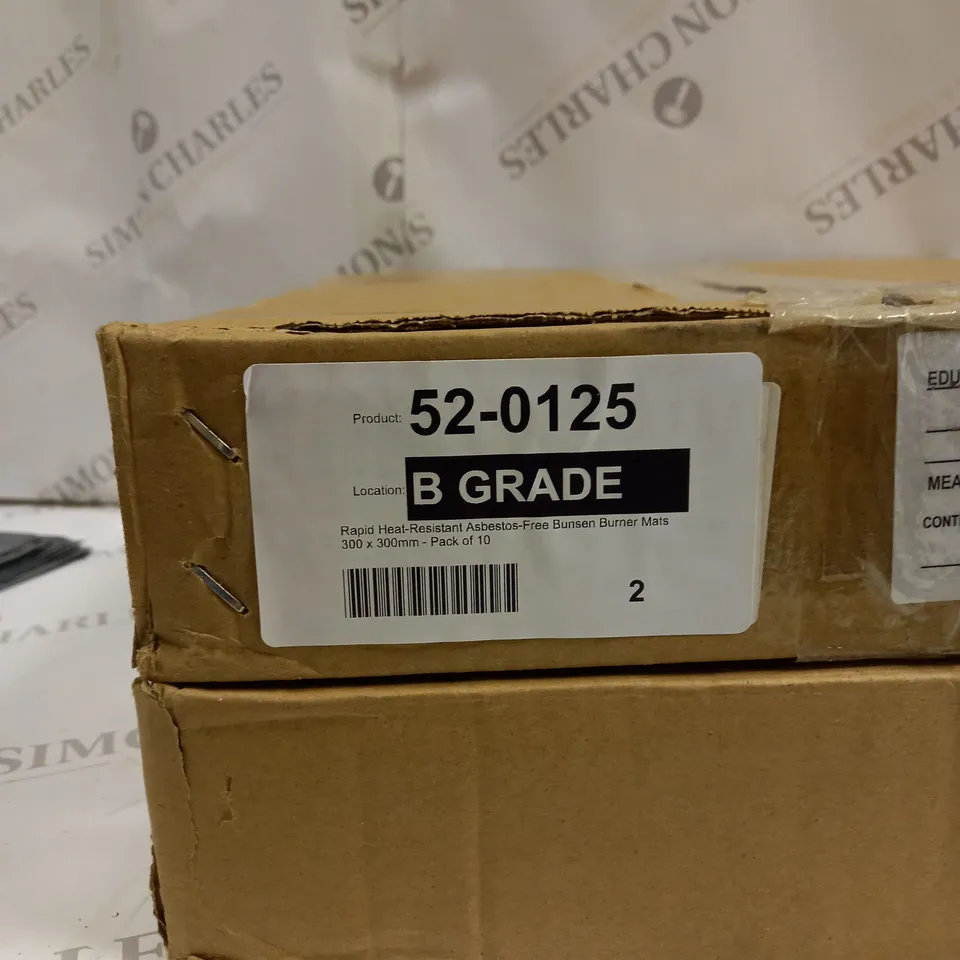 SIMON CHARLES
SIMON CHARLES
SIMON CHARLES
Product: 52-0125
Location: B GRADE
Rapid Heat-Resistant Asbestos-Free Bunsen Burner Mats
300 x 300mm - Pack of 10
2
EDU
MEA
CONT